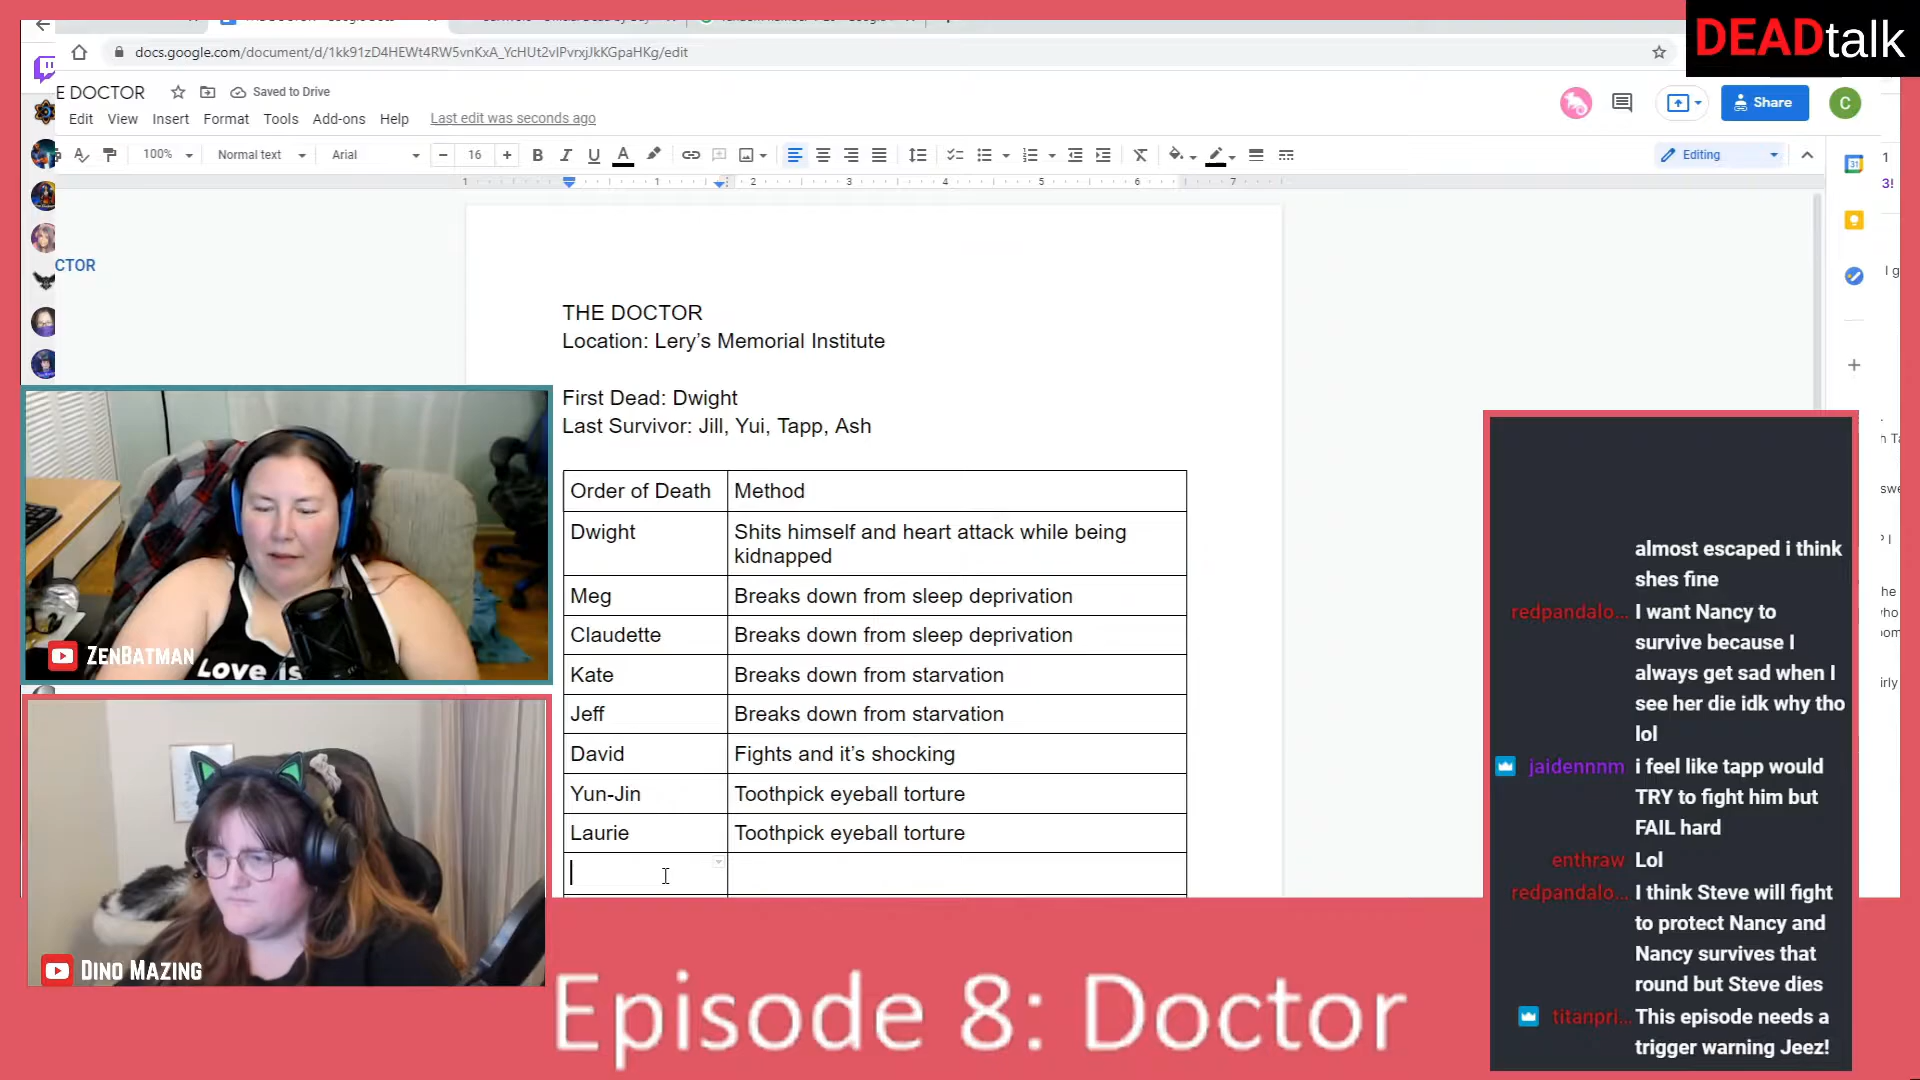 DEADtalk
docs.google.com/document/d/1kk91zD4HEWt4RW5vnKxA_YcHUt2vIPvrxjJkKGpaHKg/edit
E DOCTOR
Saved to Drive
Edit View Insert Format Tools Add-ons Help Last edit was seconds ago
Share
C
100% Normal text Arial 16
Editing
1 1 2 3 4 5 6 7
CTOR
THE DOCTOR
Location: Lery's Memorial Institute
First Dead: Dwight
Last Survivor: Jill, Yui, Tapp, Ash
Order of Death Method
Dwight Shits himself and heart attack while being
kidnapped
Meg Breaks down from sleep deprivation
Claudette Breaks down from sleep deprivation
Kate Breaks down from starvation
Jeff Breaks down from starvation
David Fights and it's shocking
Yun-Jin Toothpick eyeball torture
Laurie Toothpick eyeball torture
Love is
ZENBATMAN
DINO MAZING
almost escaped i think
shes fine
redpandalo... I want Nancy to
survive because I
always get sad when I
see her die idk why tho
lol
jaidennnm i feel like tapp would
TRY to fight him but
FAIL hard
enthraw Lol
redpandalo... I think Steve will fight
to protect Nancy and
Nancy survives that
round but Steve dies
titanpri... This episode needs a
trigger warning Jeez!
Episode 8: Doctor